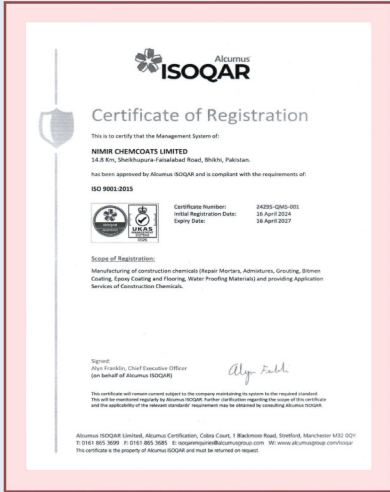 Alcumus
ISOQAR
Certificate of Registration
This is to certify that the Management System of:
NIMIR CHEMCOATS LIMITED
14.8 Km, Sheikhupura-Faisalabad Road, Bhikhi, Pakistan.
has been approved by Alcumus ISOQAR and is compliant with the requirements of:
ISO 9001:2015
Certificate Number: 24295-QMS-001
Initial Registration Date: 16 April 2024
Expiry Date: 16 April 2027
UKAS
Scope of Registration:
Manufacturing of construction chemicals (Repair Mortars, Admixtures, Grouting, Bitmen
Coating, Epoxy Coating and Flooring, Water Proofing Materials) and providing Application
Services of Construction Chemicals.
Signed:
Alyn Franklin, Chief Executive Officer
(on behalf of Alcumus ISOQAR)
This certificate will remain current subject to the company maintaining its system to the required standard.
This will be monitored regularly by Alcumus ISOQAR. Further clarification regarding the scope of this certificate
and the applicability of the relevant standards' requirement may be obtained by consulting Alcumus ISOQAR.
Alcumus ISOQAR Limited, Alcumus Certification, Cobra Court, 1 Blackmore Road, Stretford, Manchester M32 0QY
T: 0161 865 3699 F: 0161 865 3685 E: isoqarenquiries@alcumusgroup.com W: www.alcumusgroup.com/isoqar
This certificate is the property of Alcumus ISOQAR and must be returned on request.